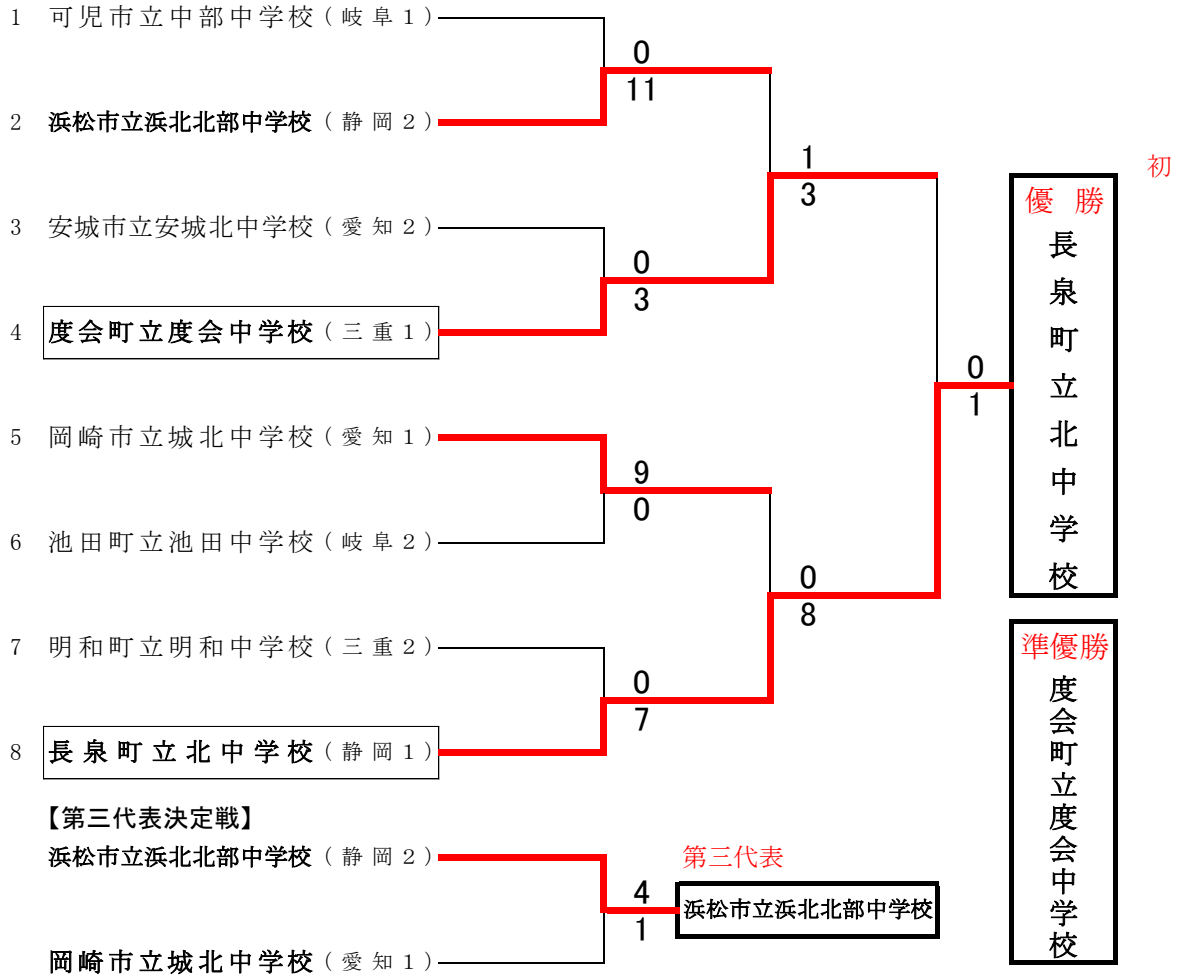 1 可児市立中部中学校(岐阜1)
0
11
2 浜松市立浜北北部中学校(静岡2)
1
3
初
3 安城市立安城北中学校(愛知2)
0
3
4 度会町立度会中学校(三重1)
0
1
優勝
長泉町立北中学校
5 岡崎市立城北中学校(愛知1)
9
0
6 池田町立池田中学校(岐阜2)
0
8
7 明和町立明和中学校(三重2)
0
7
8 長泉町立北中学校(静岡1)
準優勝
度会町立度会中学校
【第三代表決定戦】
浜松市立浜北北部中学校(静岡2)
第三代表
4
1
浜松市立浜北北部中学校
岡崎市立城北中学校(愛知1)